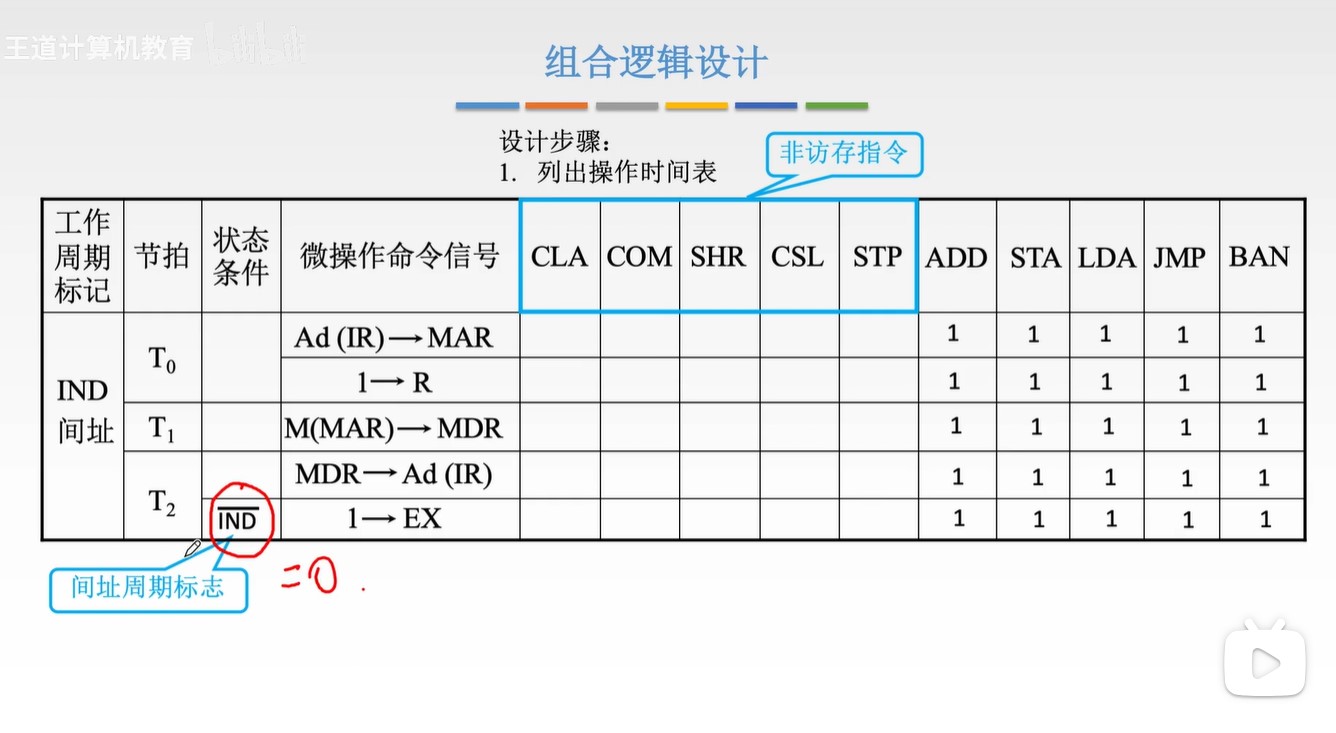 王道计算机教育 bilibili
组合逻辑设计
设计步骤：
1. 列出操作时间表
非访存指令
工作周期标记 节拍 状态条件 微操作命令信号 CLA COM SHR CSL STP ADD STA LDA JMP BAN
IND 间址
T₀ Ad (IR)→MAR 1 1 1 1 1
1→ R 1 1 1 1 1
T₁ M(MAR)→MDR 1 1 1 1 1
T₂ MDR→Ad (IR) 1 1 1 1 1
I̅N̅D̅ 1→EX 1 1 1 1 1
间址周期标志
=0